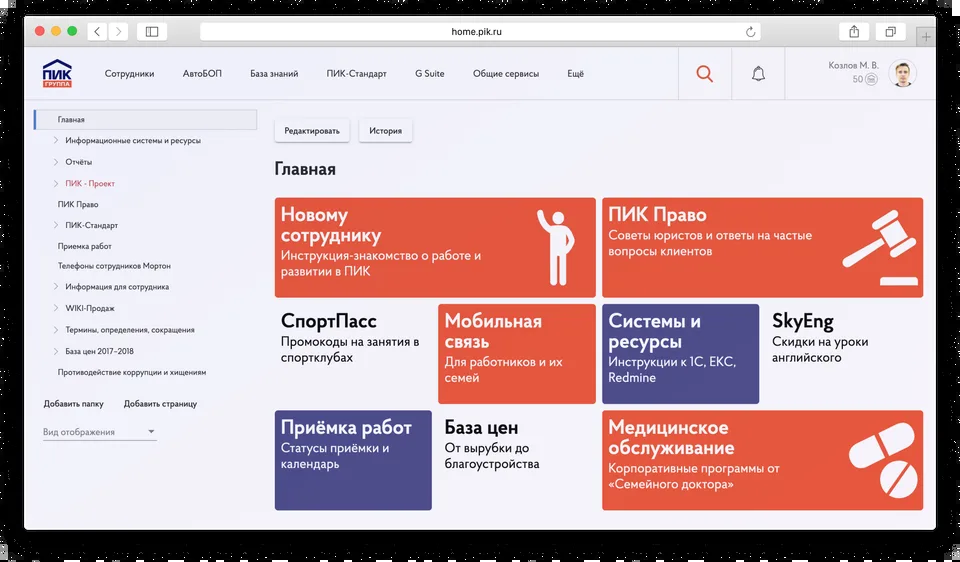 home.pik.ru
ПИК
ГРУППА
Сотрудники
АвтоБОП
База знаний
ПИК-Стандарт
G Suite
Общие сервисы
Ещё
Козлов М. В.
50
Главная
Информационные системы и ресурсы
Отчёты
ПИК - Проект
ПИК Право
ПИК-Стандарт
Приемка работ
Телефоны сотрудников Мортон
Информация для сотрудника
WIKI-Продаж
Термины, определения, сокращения
База цен 2017-2018
Противодействие коррупции и хищениям
Добавить папку
Добавить страницу
Вид отображения
Редактировать
История
Главная
Новому
сотруднику
Инструкция-знакомство о работе и
развитии в ПИК
ПИК Право
Советы юристов и ответы на частые
вопросы клиентов
СпортПасс
Промокоды на занятия в
спортклубах
Мобильная
связь
Для работников и их
семей
Системы и
ресурсы
Инструкции к 1С, ЕКС,
Redmine
SkyEng
Скидки на уроки
английского
Приёмка работ
Статусы приёмки и
календарь
База цен
От вырубки до
благоустройства
Медицинское
обслуживание
Корпоративные программы от
«Семейного доктора»